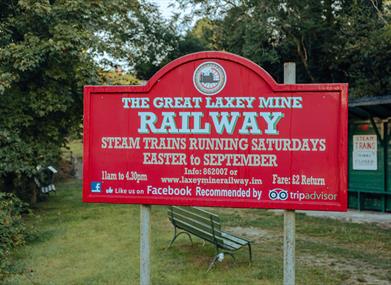 THE GREAT LAXEY MINE
RAILWAY
STEAM TRAINS RUNNING SATURDAYS
EASTER to SEPTEMBER
Info: 862007 or
11am to 4.30pm www.laxeyminerailway.im Fare: £2 Return
f Like us on Facebook Recommended by tripadvisor
STEAM
TRAINS